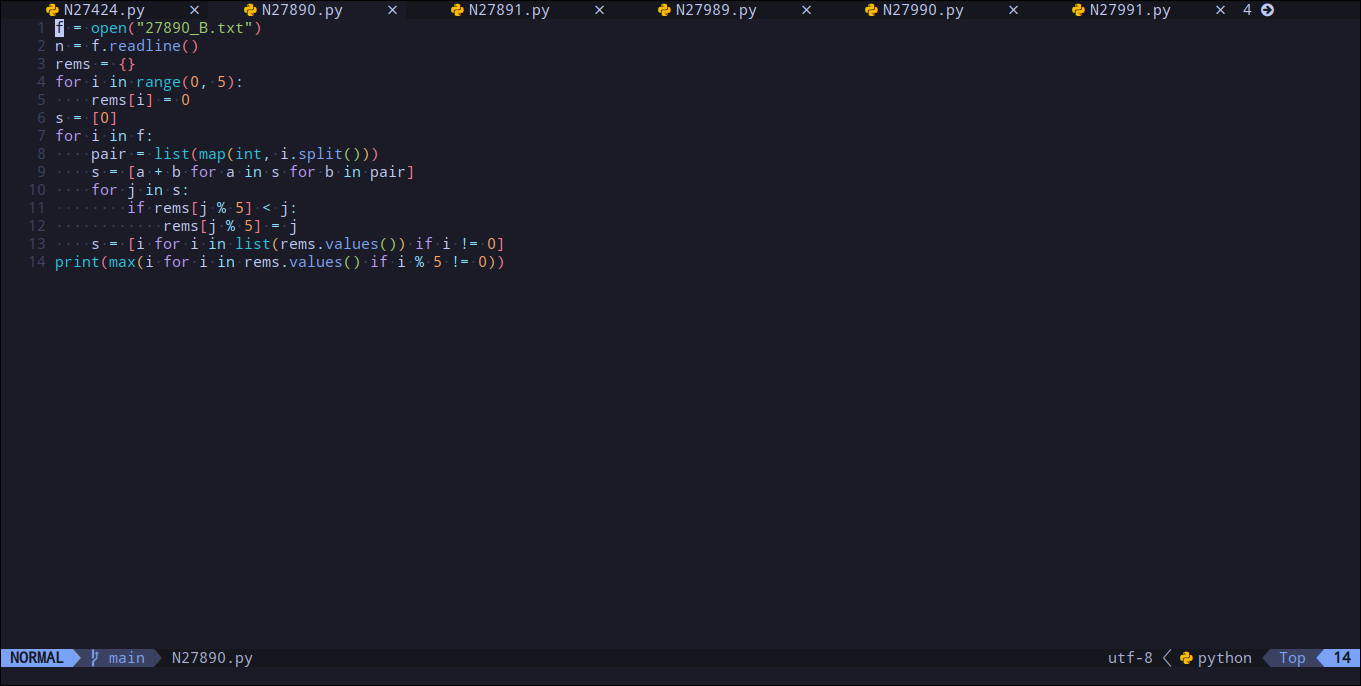 N27424.py × N27890.py × N27891.py × N27989.py × N27990.py × N27991.py × 4
1 f = open("27890_B.txt")
2 n = f.readline()
3 rems = {}
4 for i in range(0, 5):
5 ····rems[i] = 0
6 s = [0]
7 for i in f:
8 ····pair = list(map(int, i.split()))
9 ····s = [a + b for a in s for b in pair]
10 ····for j in s:
11 ········if rems[j % 5] < j:
12 ············rems[j % 5] = j
13 ····s = [i for i in list(rems.values()) if i != 0]
14 print(max(i for i in rems.values() if i % 5 != 0))
NORMAL main N27890.py utf-8 python Top 14